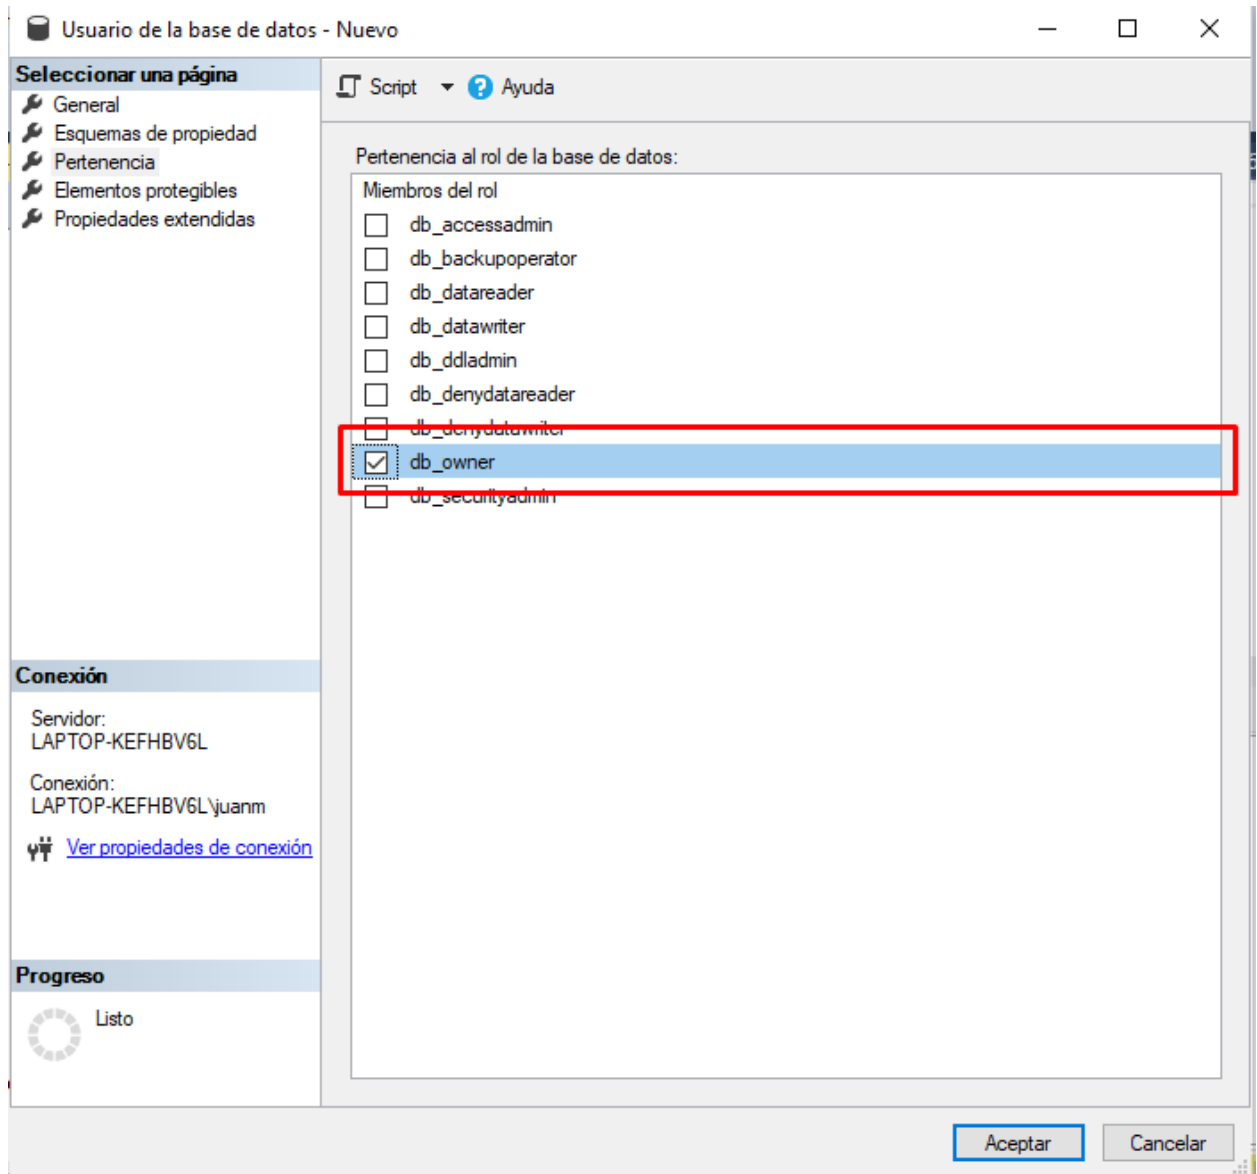 Usuario de la base de datos - Nuevo
Seleccionar una página
General
Esquemas de propiedad
Pertenencia
Elementos protegibles
Propiedades extendidas
Script
Ayuda
Pertenencia al rol de la base de datos:
Miembros del rol
db_accessadmin
db_backupoperator
db_datareader
db_datawriter
db_ddladmin
db_denydatareader
db_denydatawriter
db_owner
db_securityadmin
Conexión
Servidor:
LAPTOP-KEFHBV6L
Conexión:
LAPTOP-KEFHBV6L\juanm
Ver propiedades de conexión
Progreso
Listo
Aceptar
Cancelar